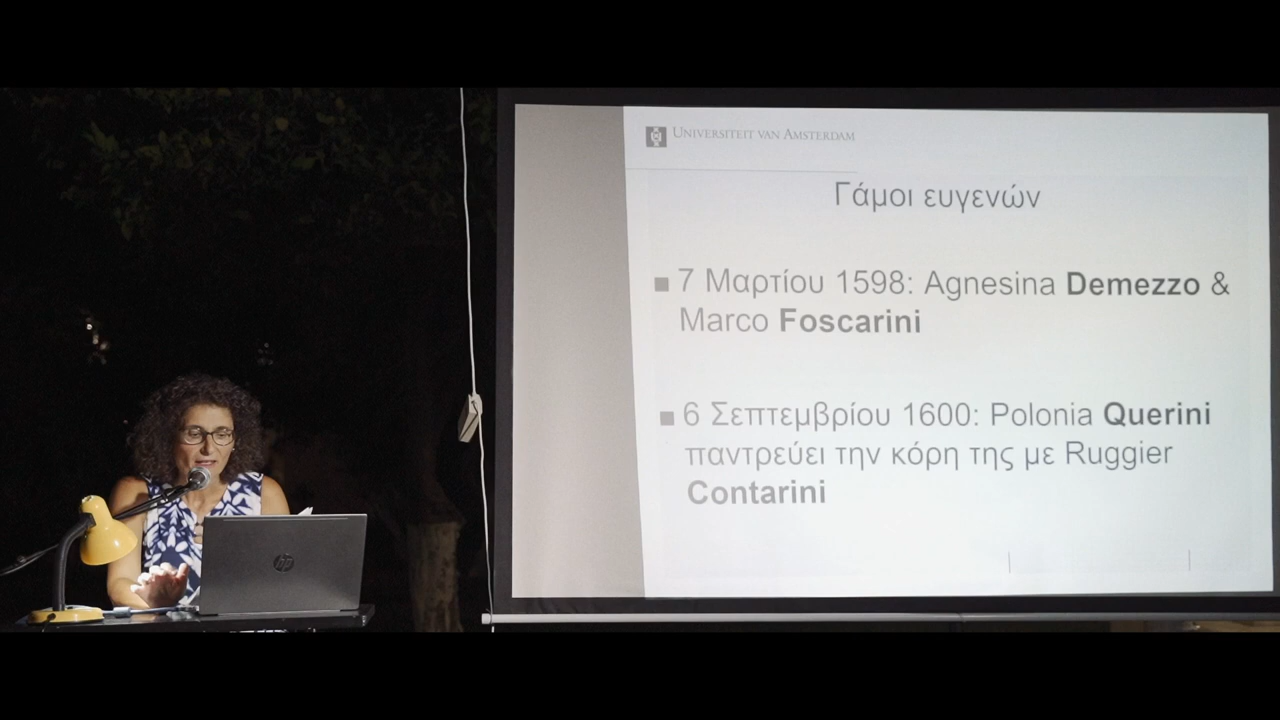 UNIVERSITEIT VAN AMSTERDAM
Γάμοι ευγενών
■ 7 Μαρτίου 1598: Agnesina Demezzo &
Marco Foscarini
■ 6 Σεπτεμβρίου 1600: Polonia Querini
παντρεύει την κόρη της με Ruggier
Contarini
hp